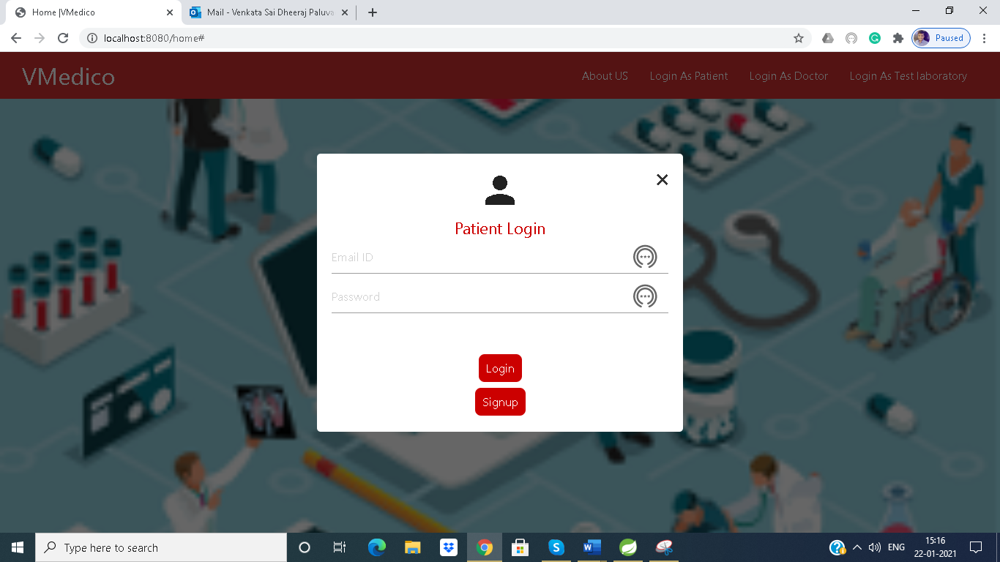 Home |VMedico
Mail - Venkata Sai Dheeraj Paluva
localhost:8080/home#
Paused
VMedico
About US
Login As Patient
Login As Doctor
Login As Test laboratory
Patient Login
Email ID
Password
Login
Signup
Type here to search
ENG
15:16
22-01-2021